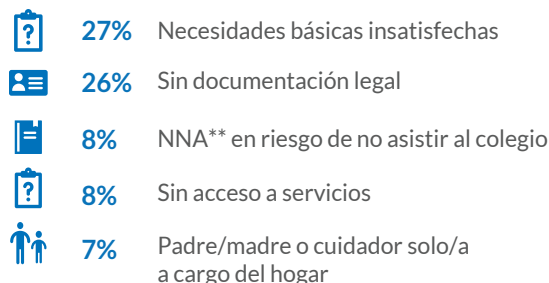 27% Necesidades básicas insatisfechas
26% Sin documentación legal
8% NNA** en riesgo de no asistir al colegio
8% Sin acceso a servicios
7% Padre/madre o cuidador solo/a
a cargo del hogar